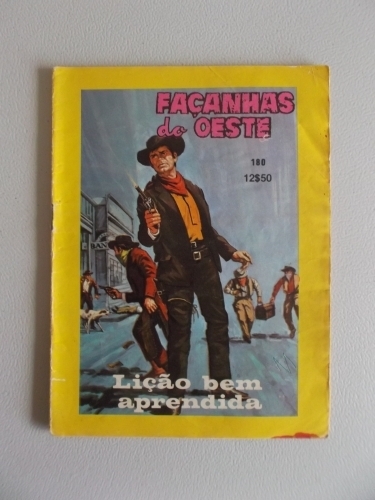 FAÇANHAS
do OESTE
180
12$50
Lição bem
aprendida